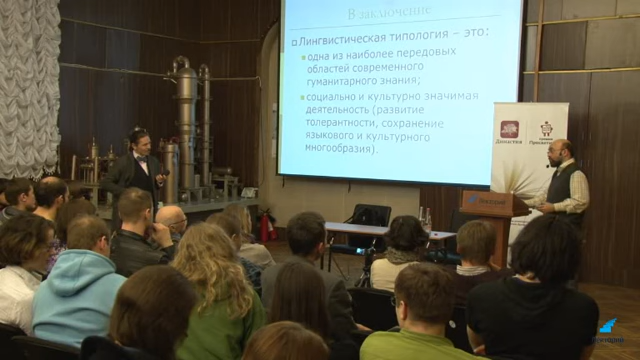 В заключение
Лингвистическая типология – это:
одна из наиболее передовых
областей современного
гуманитарного знания;
социально и культурно значимая
деятельность (развитие
толерантности, сохранение
языкового и культурного
многообразия).
Династия